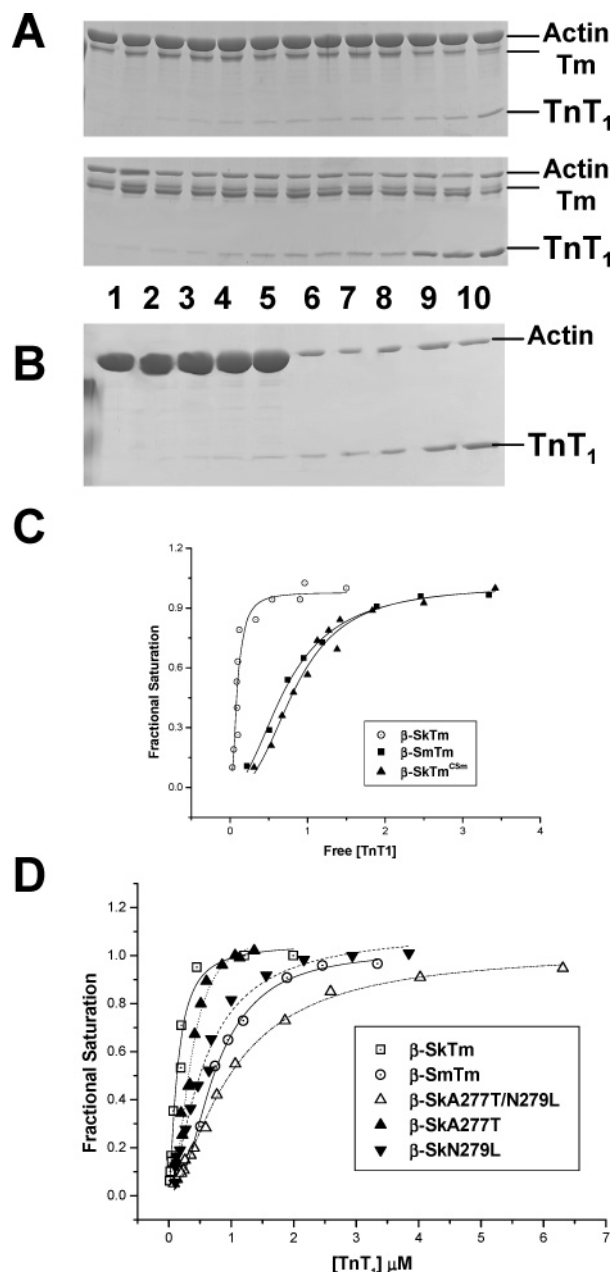 A
Actin
Tm
TnT1
Actin
Tm
TnT1
1 2 3 4 5 6 7 8 9 10
B
Actin
TnT1
C
1.2
0.9
0.6
0.3
0.0
Fractional Saturation
β-SkTm
β-SmTm
β-SkTmCSm
0 1 2 3 4
Free [TnT1]
D
1.2
1.0
0.8
0.6
0.4
0.2
0.0
Fractional Saturation
β-SkTm
β-SmTm
β-SkA277T/N279L
β-SkA277T
β-SkN279L
0 1 2 3 4 5 6 7
[TnT1] μM